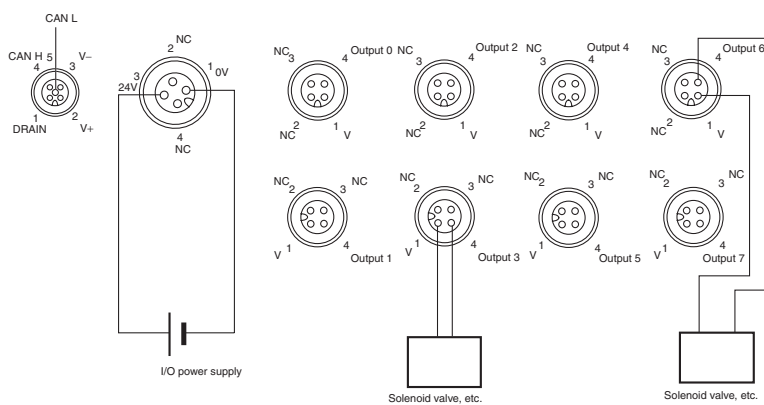 CAN L
CAN H 5 V–
4 3
DRAIN
1 2 V+
NC
2
3 1 0V
24V
4
NC
NC 3 4 Output 0
NC 2 1 V
NC 3 4 Output 2
NC 2 1 V
NC 3 4 Output 4
NC 2 1 V
NC 3 4 Output 6
NC 2 1 V
NC 2 3 NC
V 1 4 Output 1
NC 2 3 NC
V 1 4 Output 3
NC 2 3 NC
V 1 4 Output 5
NC 2 3 NC
V 1 4 Output 7
I/O power supply
Solenoid valve, etc.
Solenoid valve, etc.